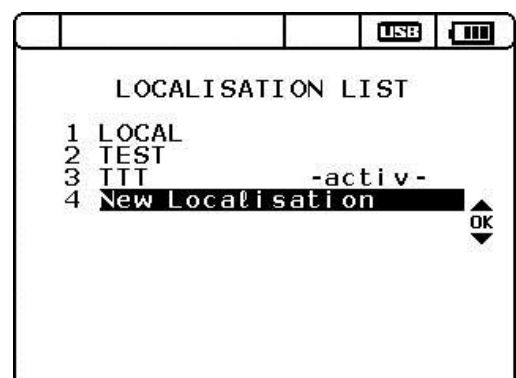 USB
LOCALISATION LIST
1 LOCAL
2 TEST
3 TTT -activ-
4 New Localisation
OK